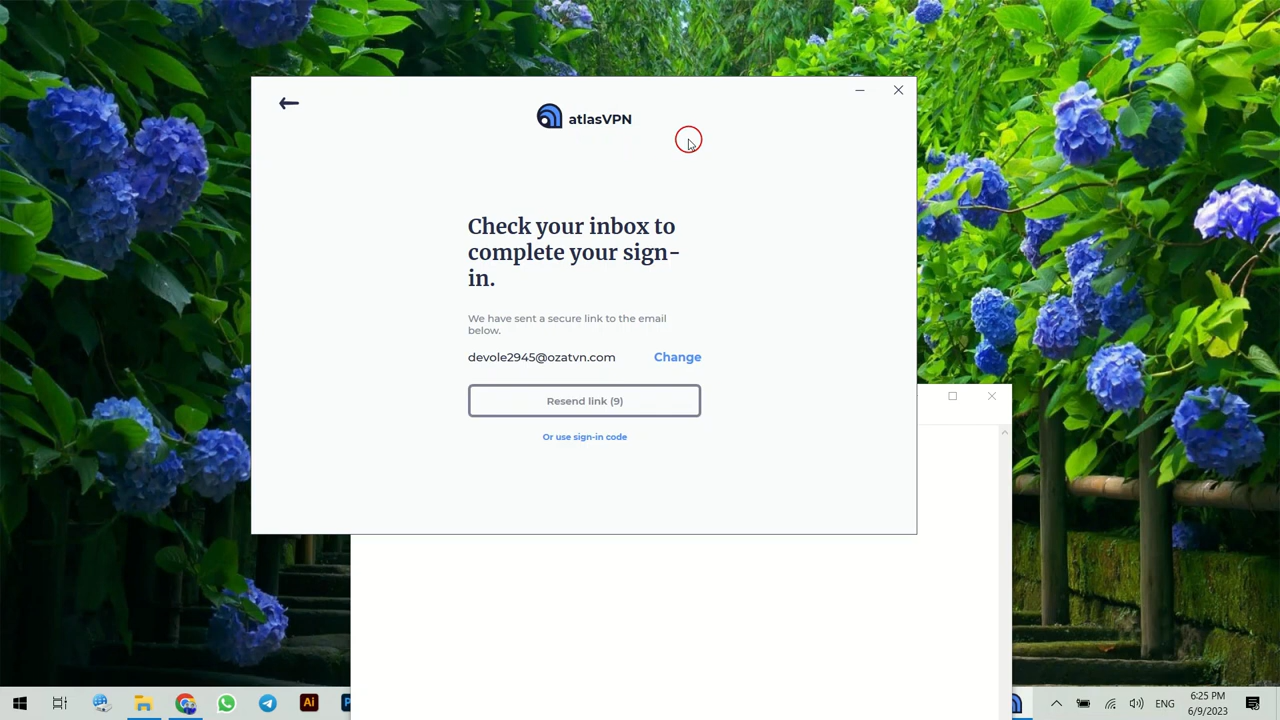 atlasVPN
Check your inbox to
complete your sign-
in.
We have sent a secure link to the email
below.
devole2945@ozatvn.com Change
Resend link (9)
Or use sign-in code
Ai
P
ENG
6:25 PM
6/9/2023